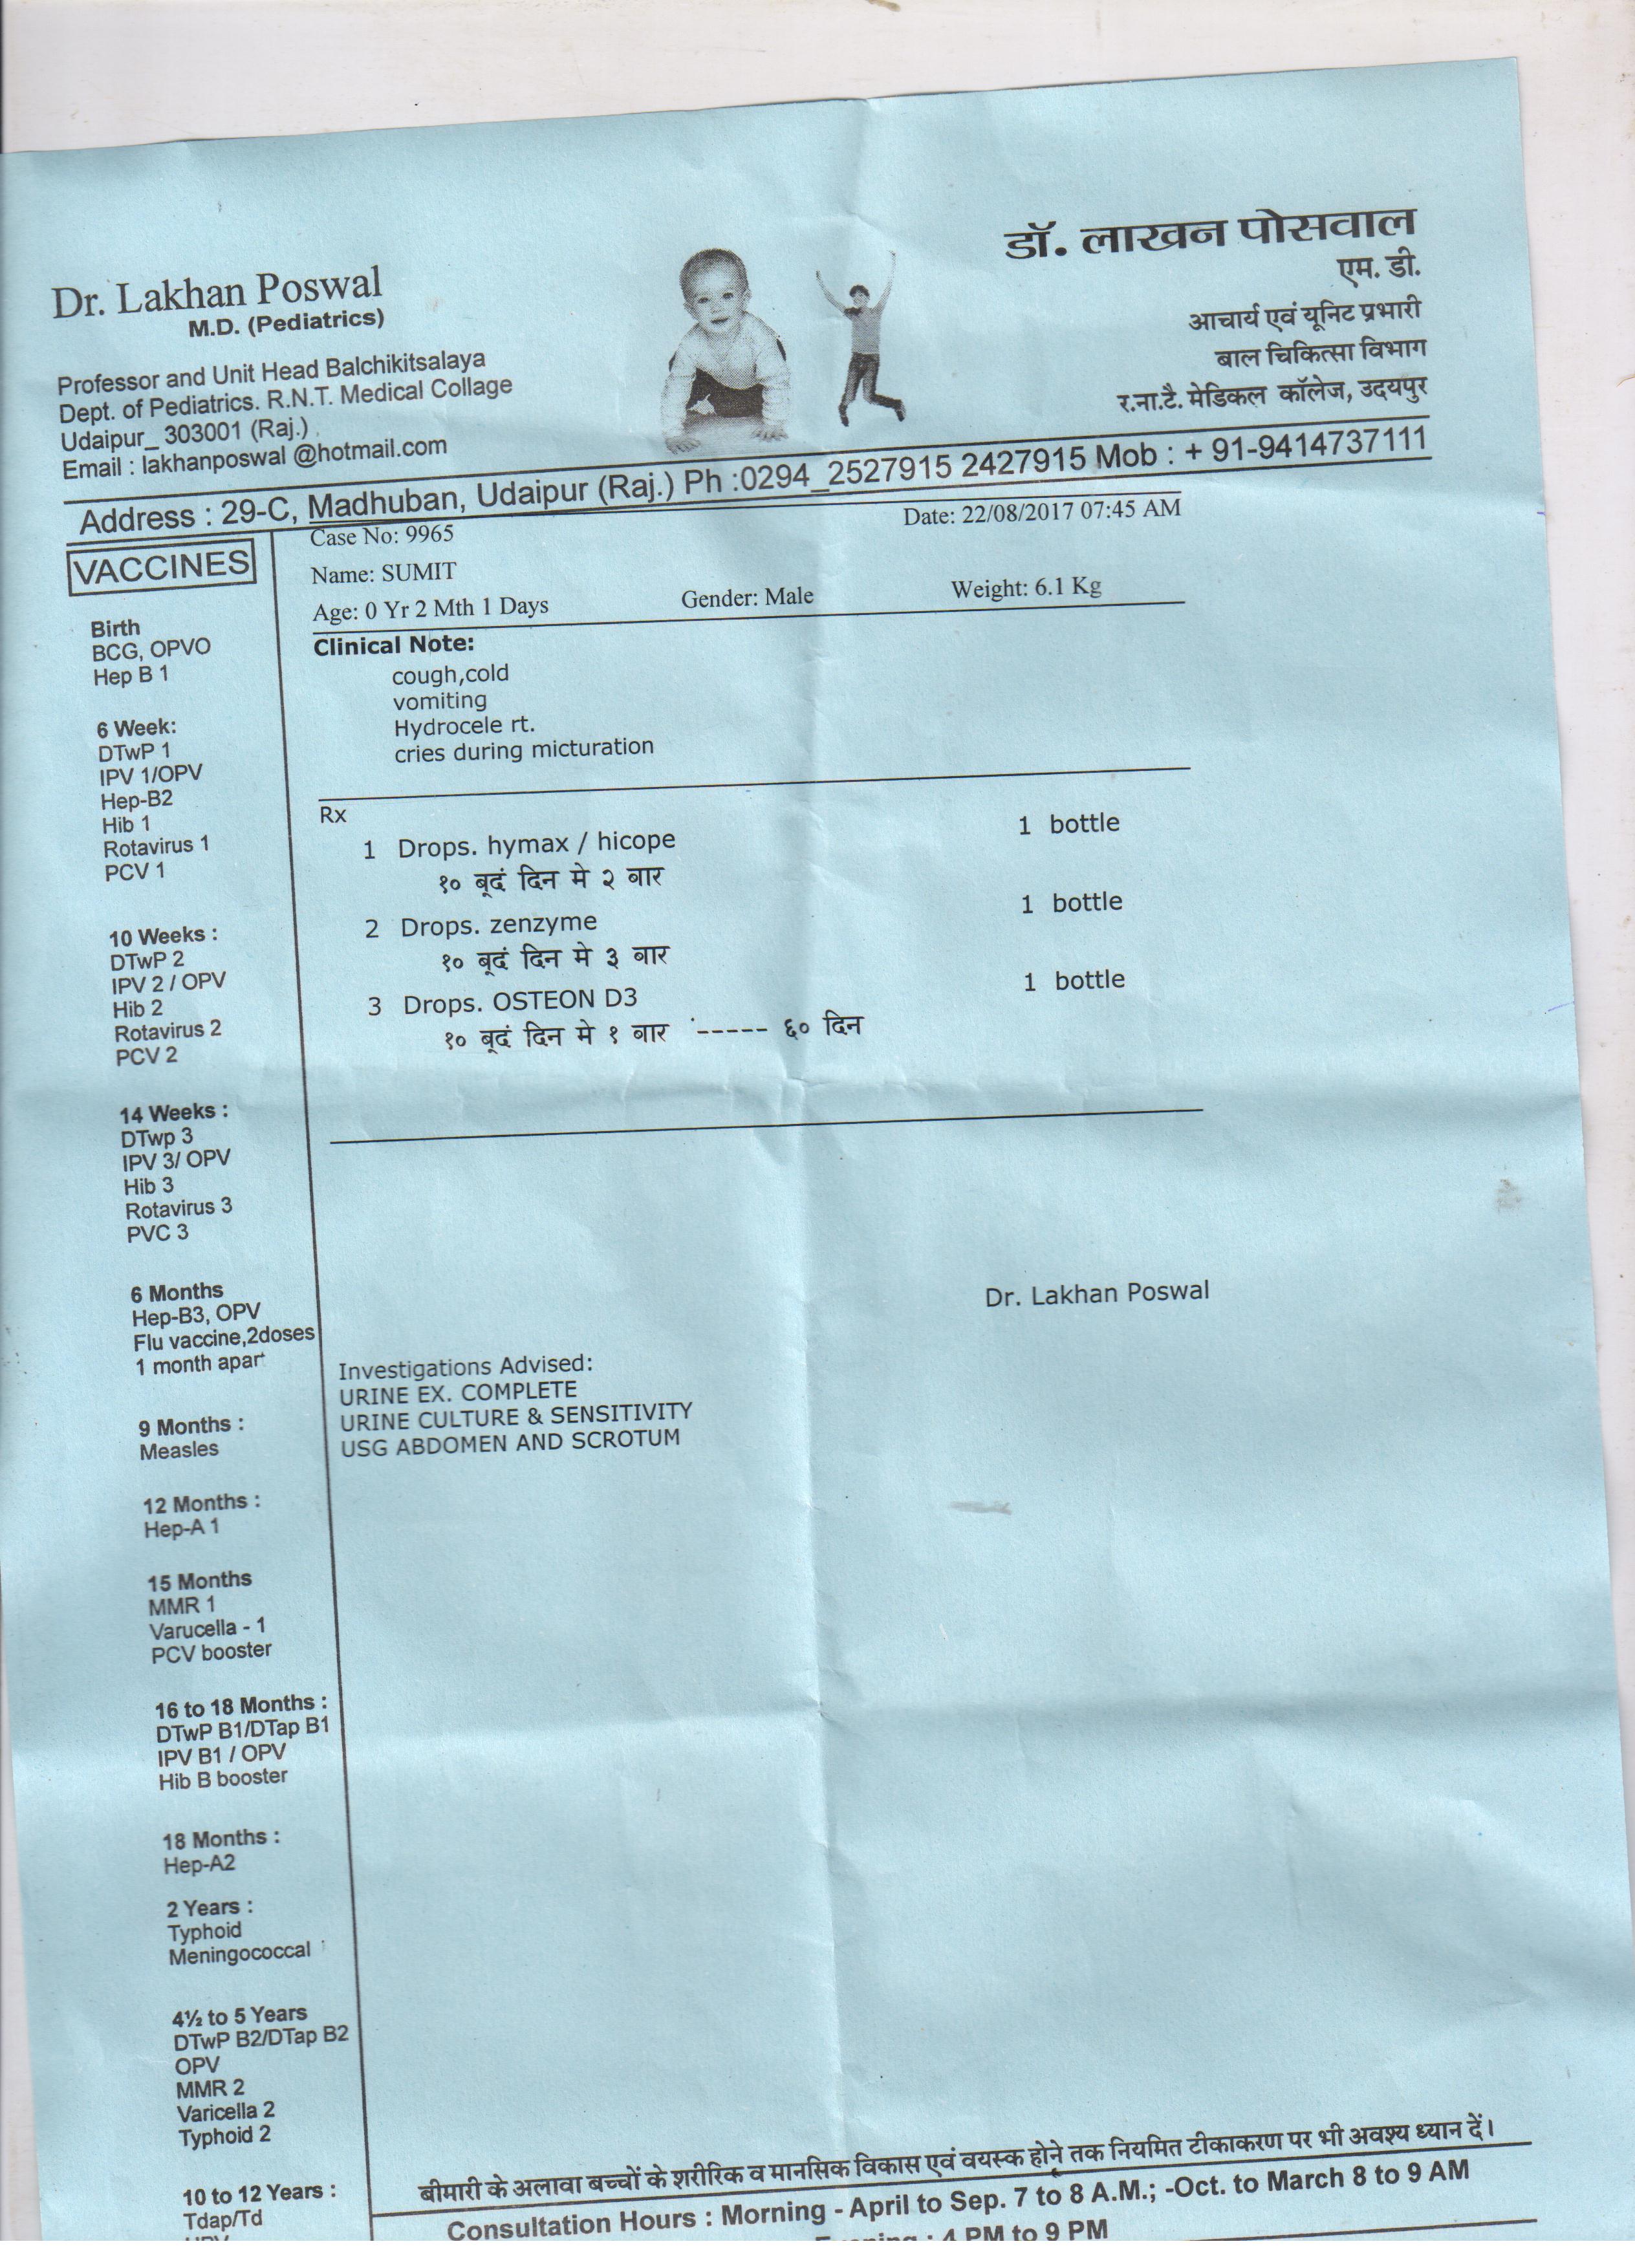 Dr. Lakhan Poswal
M.D. (Pediatrics)
Professor and Unit Head Balchikitsalaya
Dept. of Pediatrics. R.N.T. Medical Collage
Udaipur_ 303001 (Raj.)
Email : lakhanposwal @hotmail.com
डॉ. लाखन पोसवाल
एम. डी.
आचार्य एवं यूनिट प्रभारी
बाल चिकित्सा विभाग
र.ना.टै. मेडिकल कॉलेज, उदयपुर
Address : 29-C, Madhuban, Udaipur (Raj.) Ph :0294_2527915 2427915 Mob : + 91-9414737111
VACCINES
Birth
BCG, OPVO
Hep B 1
6 Week:
DTwP 1
IPV 1/OPV
Hep-B2
Hib 1
Rotavirus 1
PCV 1
10 Weeks :
DTwP 2
IPV 2 / OPV
Hib 2
Rotavirus 2
PCV 2
14 Weeks :
DTwp 3
IPV 3/ OPV
Hib 3
Rotavirus 3
PVC 3
6 Months
Hep-B3, OPV
Flu vaccine,2doses
1 month apart
9 Months :
Measles
12 Months :
Hep-A 1
15 Months
MMR 1
Varucella - 1
PCV booster
16 to 18 Months :
DTwP B1/DTap B1
IPV B1 / OPV
Hib B booster
18 Months :
Hep-A2
2 Years :
Typhoid
Meningococcal
4½ to 5 Years
DTwP B2/DTap B2
OPV
MMR 2
Varicella 2
Typhoid 2
10 to 12 Years :
Tdap/Td
Case No: 9965 Date: 22/08/2017 07:45 AM
Name: SUMIT
Age: 0 Yr 2 Mth 1 Days Gender: Male Weight: 6.1 Kg
Clinical Note:
cough,cold
vomiting
Hydrocele rt.
cries during micturation
Rx
1 Drops. hymax / hicope 1 bottle
१० बूदं दिन मे २ बार
2 Drops. zenzyme 1 bottle
१० बूदं दिन मे ३ बार
3 Drops. OSTEON D3 1 bottle
१० बूदं दिन मे १ बार ----- ६० दिन
Dr. Lakhan Poswal
Investigations Advised:
URINE EX. COMPLETE
URINE CULTURE & SENSITIVITY
USG ABDOMEN AND SCROTUM
बीमारी के अलावा बच्चों के शरीरिक व मानसिक विकास एवं वयस्क होने तक नियमित टीकाकरण पर भी अवश्य ध्यान दें।
Consultation Hours : Morning - April to Sep. 7 to 8 A.M.; -Oct. to March 8 to 9 AM
Evening : 4 PM to 9 PM